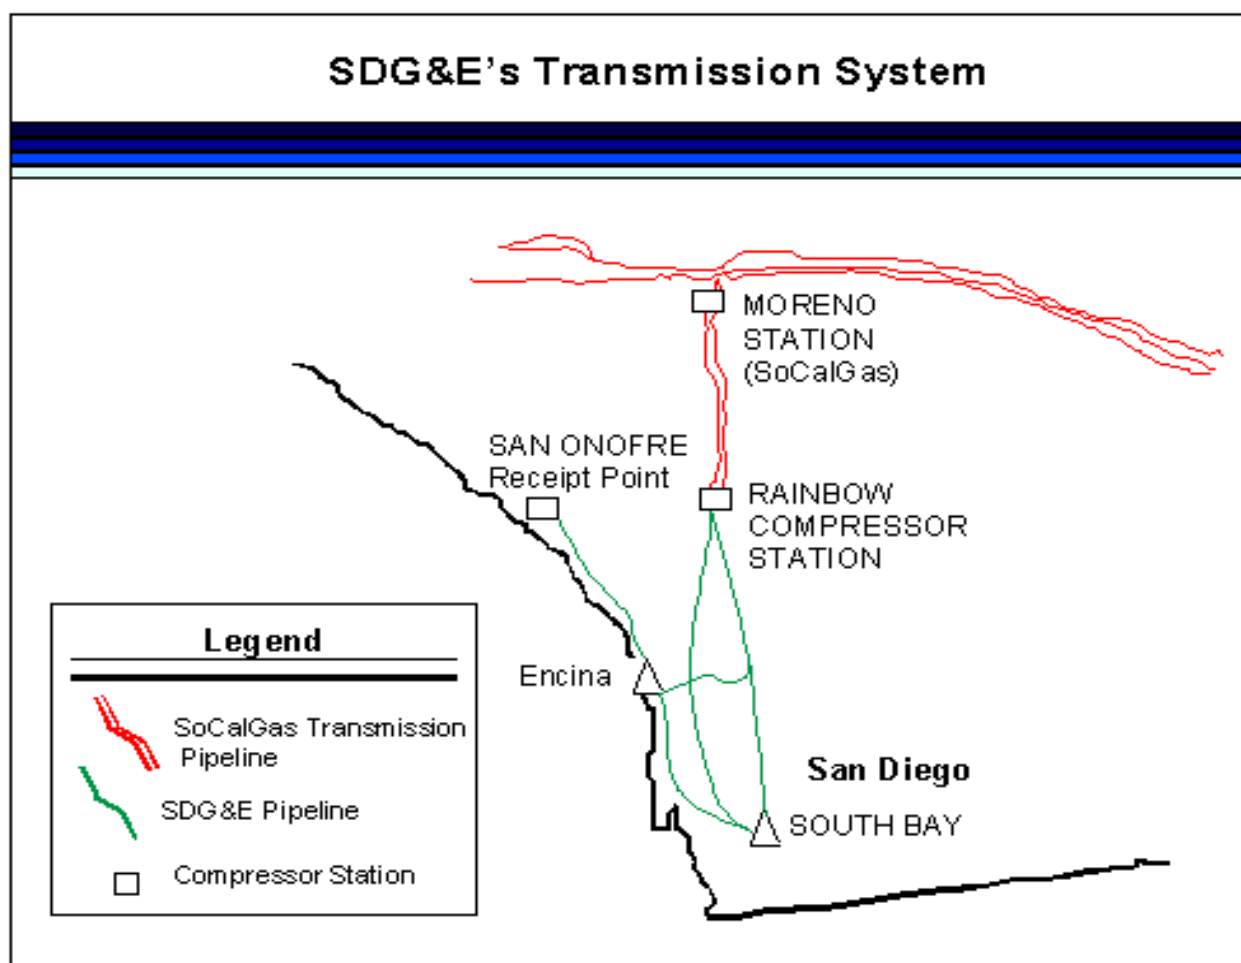 SDG&E's Transmission System
MORENO
STATION
(SoCalGas)
SAN ONOFRE
Receipt Point
RAINBOW
COMPRESSOR
STATION
Encina
San Diego
SOUTH BAY
Legend
SoCalGas Transmission
Pipeline
SDG&E Pipeline
Compressor Station